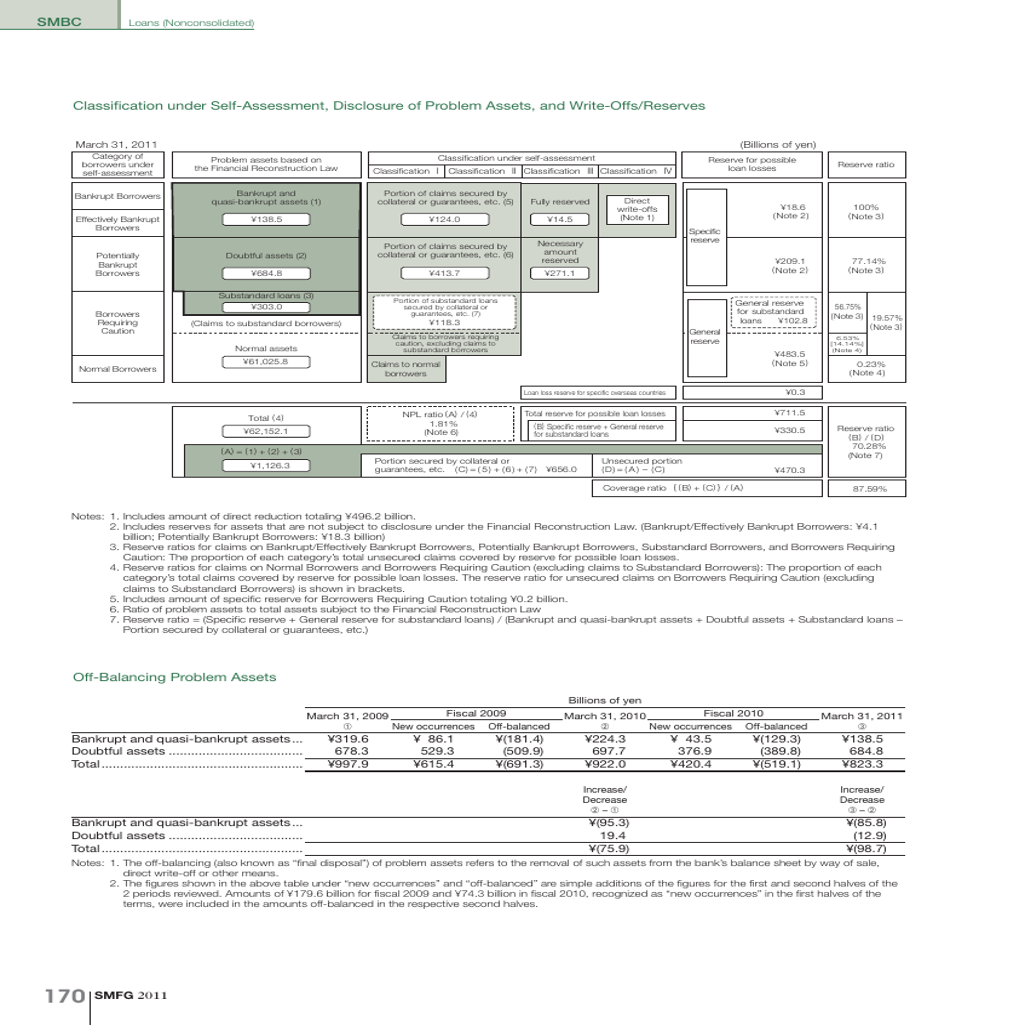 SMBC Loans (Nonconsolidated)
Classification under Self-Assessment, Disclosure of Problem Assets, and Write-Offs/Reserves
March 31, 2011 (Billions of yen)
Category of
borrowers under
self-assessment
Problem assets based on
the Financial Reconstruction Law
Classification under self-assessment
Classification I Classification II Classification III Classification IV
Reserve for possible
loan losses
Reserve ratio
Bankrupt Borrowers
Effectively Bankrupt
Borrowers
Bankrupt and
quasi-bankrupt assets (1)
¥138.5
Portion of claims secured by
collateral or guarantees, etc. (5)
¥124.0
Fully reserved
¥14.5
Direct
write-offs
(Note 1)
Specific
reserve
¥18.6
(Note 2)
100%
(Note 3)
Potentially
Bankrupt
Borrowers
Doubtful assets (2)
¥684.8
Portion of claims secured by
collateral or guarantees, etc. (6)
¥413.7
Necessary
amount
reserved
¥271.1
¥209.1
(Note 2)
77.14%
(Note 3)
Borrowers
Requiring
Caution
Substandard loans (3)
¥303.0
(Claims to substandard borrowers)
Portion of substandard loans
secured by collateral or
guarantees, etc. (7)
¥118.3
Claims to borrowers requiring
caution, excluding claims to
substandard borrowers
General
reserve
General reserve
for substandard
loans ¥102.8
56.75%
(Note 3)
19.57%
(Note 3)
6.53%
[14.14%]
(Note 4)
Normal assets
¥61,025.8
¥483.5
(Note 5)
Normal Borrowers
Claims to normal
borrowers
0.23%
(Note 4)
Loan loss reserve for specific overseas countries ¥0.3
Total (4)
¥62,152.1
NPL ratio (A) / (4)
1.81%
(Note 6)
Total reserve for possible loan losses ¥711.5
(B) Specific reserve + General reserve
for substandard loans
¥330.5
Reserve ratio
(B) / (D)
70.28%
(Note 7)
(A) = (1) + (2) + (3)
¥1,126.3
Portion secured by collateral or
guarantees, etc. (C) = (5) + (6) + (7) ¥656.0
Unsecured portion
(D) = (A) − (C) ¥470.3
Coverage ratio {(B) + (C)} / (A) 87.59%
Notes: 1. Includes amount of direct reduction totaling ¥496.2 billion.
2. Includes reserves for assets that are not subject to disclosure under the Financial Reconstruction Law. (Bankrupt/Effectively Bankrupt Borrowers: ¥4.1
billion; Potentially Bankrupt Borrowers: ¥18.3 billion)
3. Reserve ratios for claims on Bankrupt/Effectively Bankrupt Borrowers, Potentially Bankrupt Borrowers, Substandard Borrowers, and Borrowers Requiring
Caution: The proportion of each category's total unsecured claims covered by reserve for possible loan losses.
4. Reserve ratios for claims on Normal Borrowers and Borrowers Requiring Caution (excluding claims to Substandard Borrowers): The proportion of each
category's total claims covered by reserve for possible loan losses. The reserve ratio for unsecured claims on Borrowers Requiring Caution (excluding
claims to Substandard Borrowers) is shown in brackets.
5. Includes amount of specific reserve for Borrowers Requiring Caution totaling ¥0.2 billion.
6. Ratio of problem assets to total assets subject to the Financial Reconstruction Law
7. Reserve ratio = (Specific reserve + General reserve for substandard loans) / (Bankrupt and quasi-bankrupt assets + Doubtful assets + Substandard loans –
Portion secured by collateral or guarantees, etc.)
Off-Balancing Problem Assets
Billions of yen
March 31, 2009 Fiscal 2009 March 31, 2010 Fiscal 2010 March 31, 2011
① New occurrences Off-balanced ② New occurrences Off-balanced ③
Bankrupt and quasi-bankrupt assets ... ¥319.6 ¥ 86.1 ¥(181.4) ¥224.3 ¥ 43.5 ¥(129.3) ¥138.5
Doubtful assets .................................. 678.3 529.3 (509.9) 697.7 376.9 (389.8) 684.8
Total ................................................... ¥997.9 ¥615.4 ¥(691.3) ¥922.0 ¥420.4 ¥(519.1) ¥823.3
Increase/ Increase/
Decrease Decrease
② – ① ③ – ②
Bankrupt and quasi-bankrupt assets ... ¥(95.3) ¥(85.8)
Doubtful assets .................................. 19.4 (12.9)
Total ................................................... ¥(75.9) ¥(98.7)
Notes: 1. The off-balancing (also known as “final disposal”) of problem assets refers to the removal of such assets from the bank's balance sheet by way of sale,
direct write-off or other means.
2. The figures shown in the above table under “new occurrences” and “off-balanced” are simple additions of the figures for the first and second halves of the
2 periods reviewed. Amounts of ¥179.6 billion for fiscal 2009 and ¥74.3 billion in fiscal 2010, recognized as “new occurrences” in the first halves of the
terms, were included in the amounts off-balanced in the respective second halves.
170 SMFG 2011